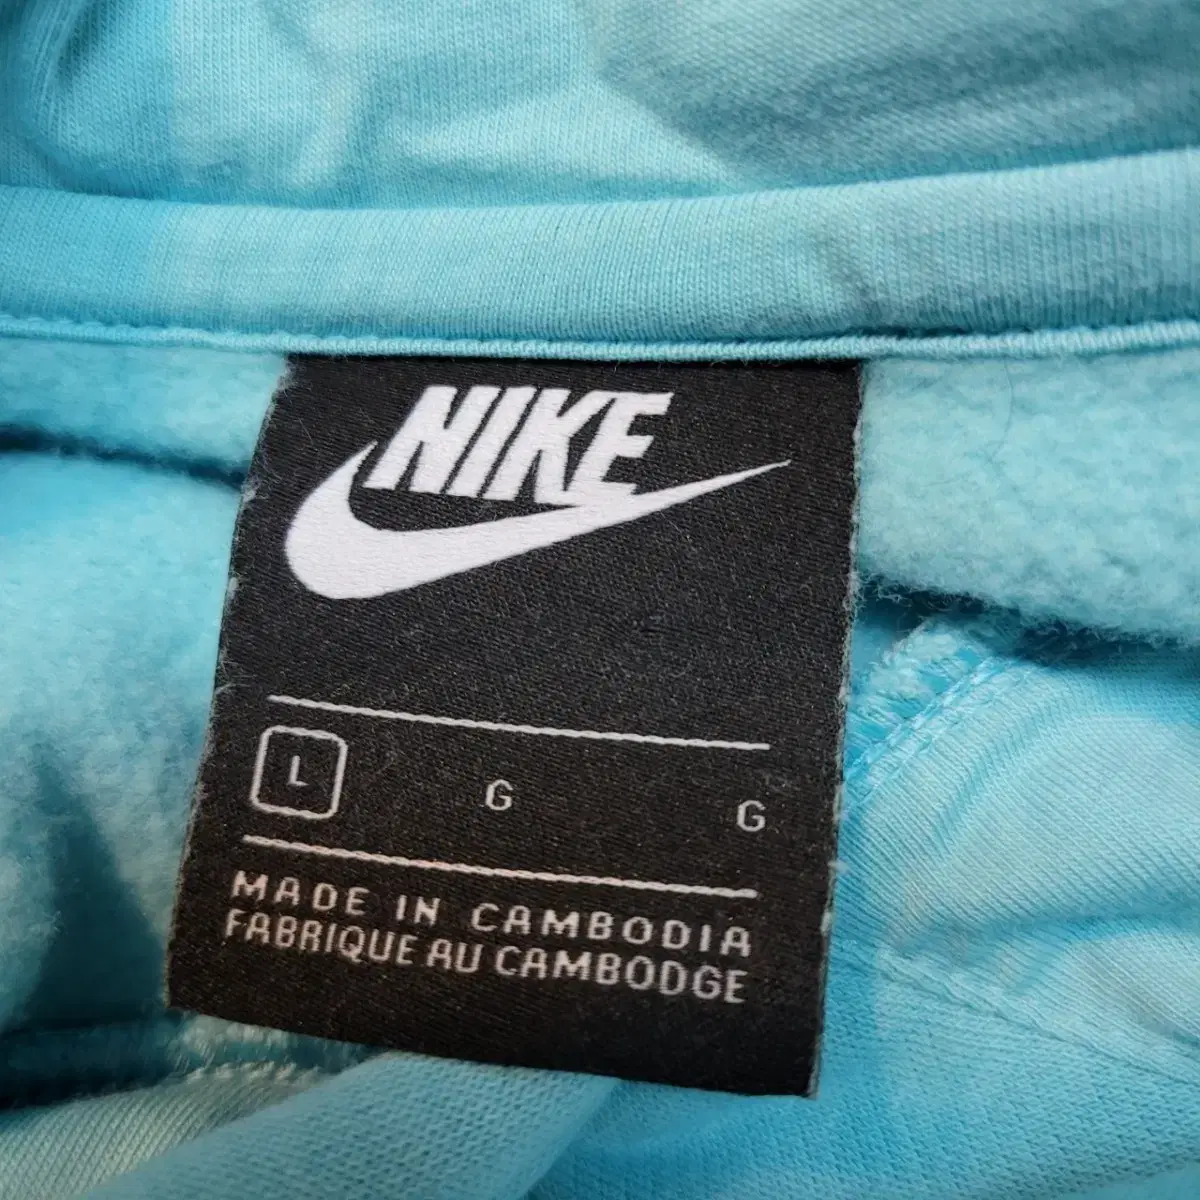 NIKE
L G G
MADE IN CAMBODIA
FABRIQUE AU CAMBODGE